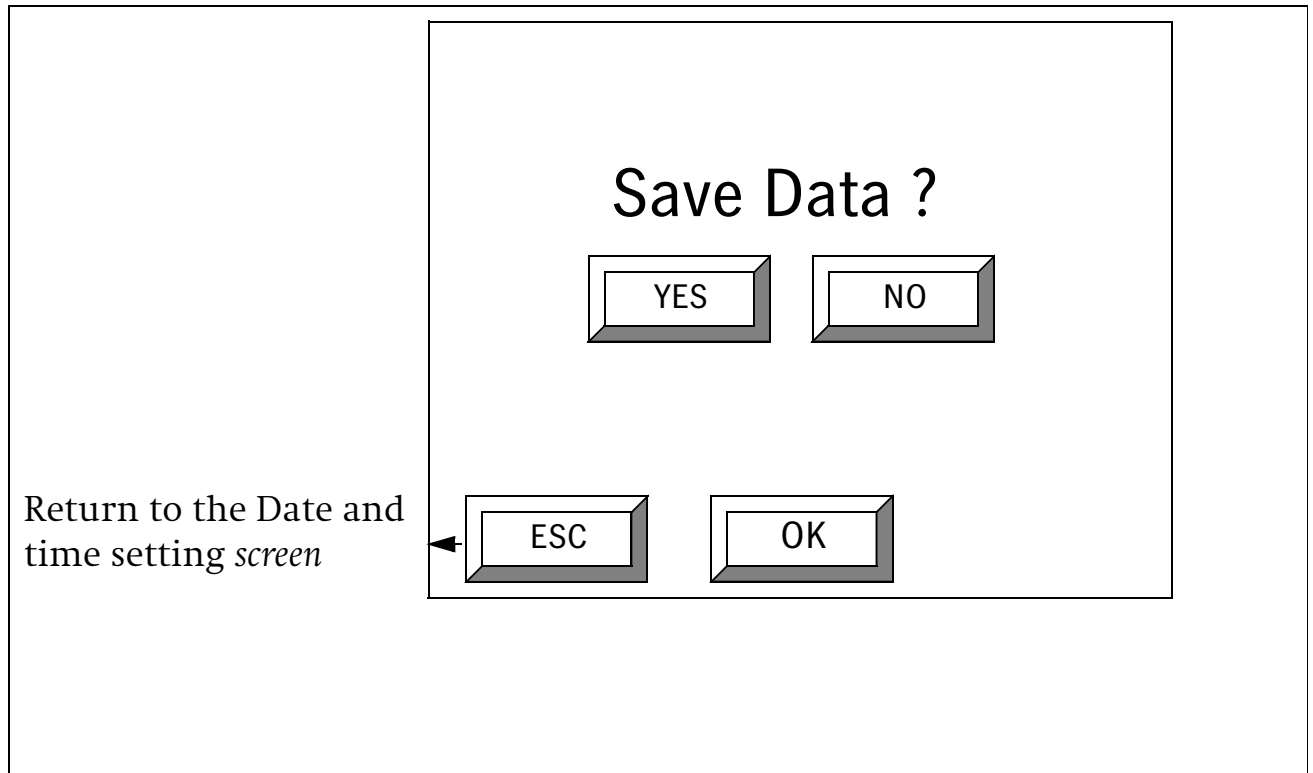 Save Data ?
YES NO
Return to the Date and
time setting screen
ESC OK